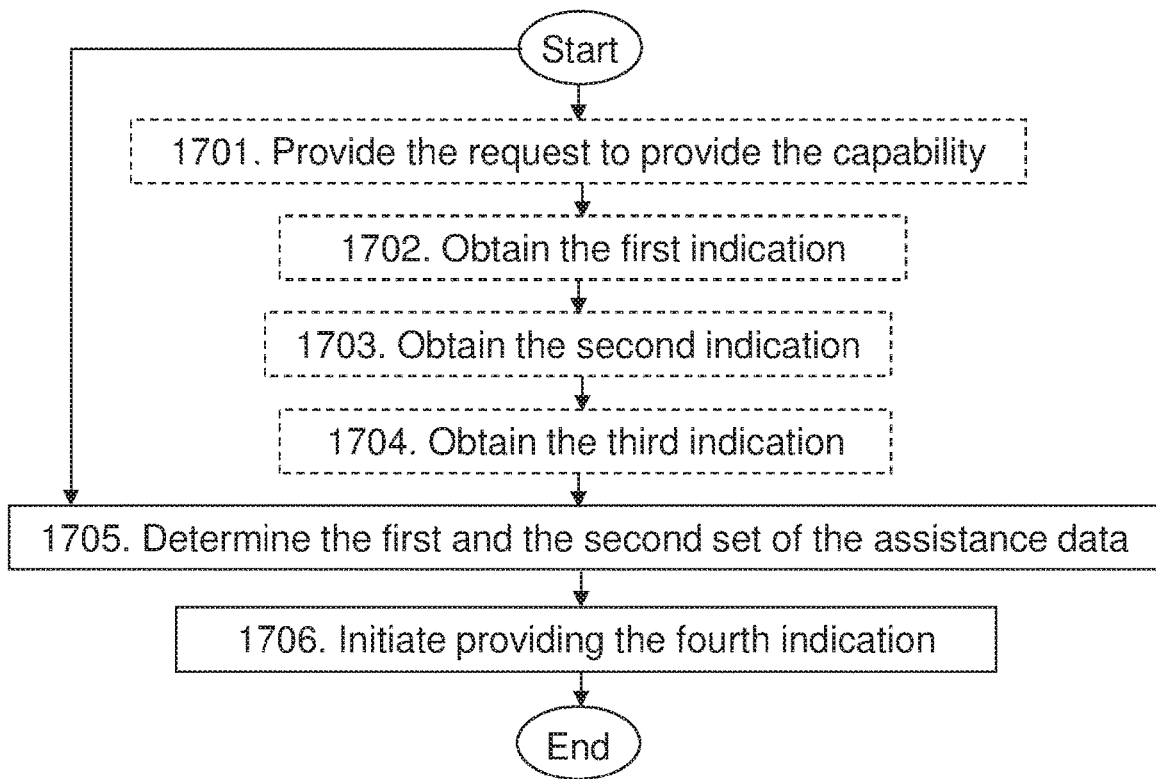 Start
1701. Provide the request to provide the capability
1702. Obtain the first indication
1703. Obtain the second indication
1704. Obtain the third indication
1705. Determine the first and the second set of the assistance data
1706. Initiate providing the fourth indication
End